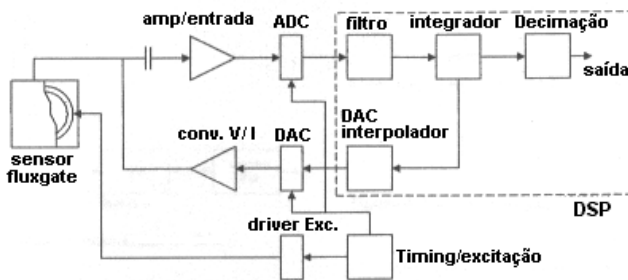 amp/entrada
ADC
filtro
integrador
Decimação
saída
sensor
fluxgate
conv. V/I
DAC
DAC
interpolador
DSP
driver Exc.
Timing/excitação